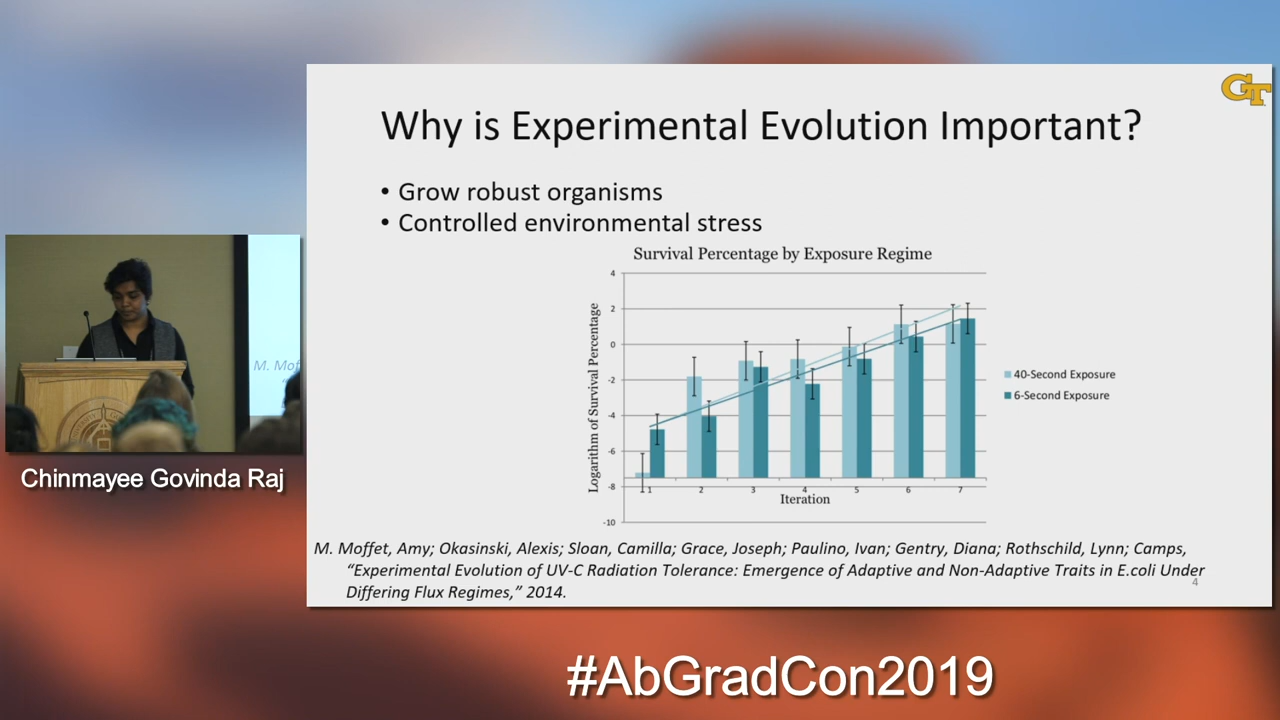 GT
Why is Experimental Evolution Important?
• Grow robust organisms
• Controlled environmental stress
Survival Percentage by Exposure Regime
Logarithm of Survival Percentage
4
2
0
-2
-4
-6
-8
-10
1 2 3 4 5 6 7
Iteration
40-Second Exposure
6-Second Exposure
M. Moffet, Amy; Okasinski, Alexis; Sloan, Camilla; Grace, Joseph; Paulino, Ivan; Gentry, Diana; Rothschild, Lynn; Camps,
“Experimental Evolution of UV-C Radiation Tolerance: Emergence of Adaptive and Non-Adaptive Traits in E.coli Under
Differing Flux Regimes,” 2014.
4
M. Mof
Chinmayee Govinda Raj
#AbGradCon2019